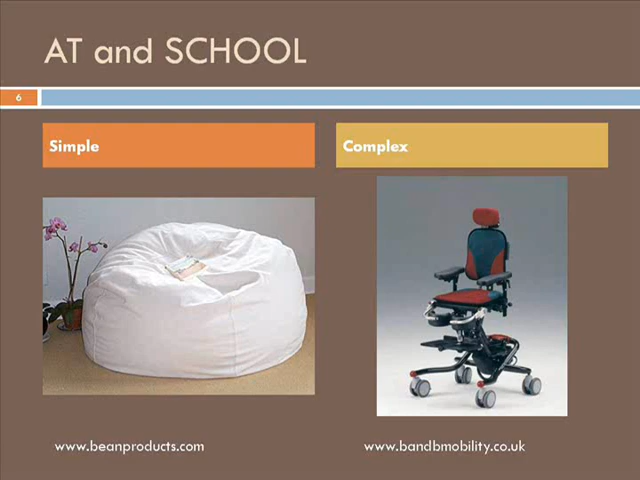 AT and SCHOOL
6
Simple
Complex
www.beanproducts.com
www.bandbmobility.co.uk